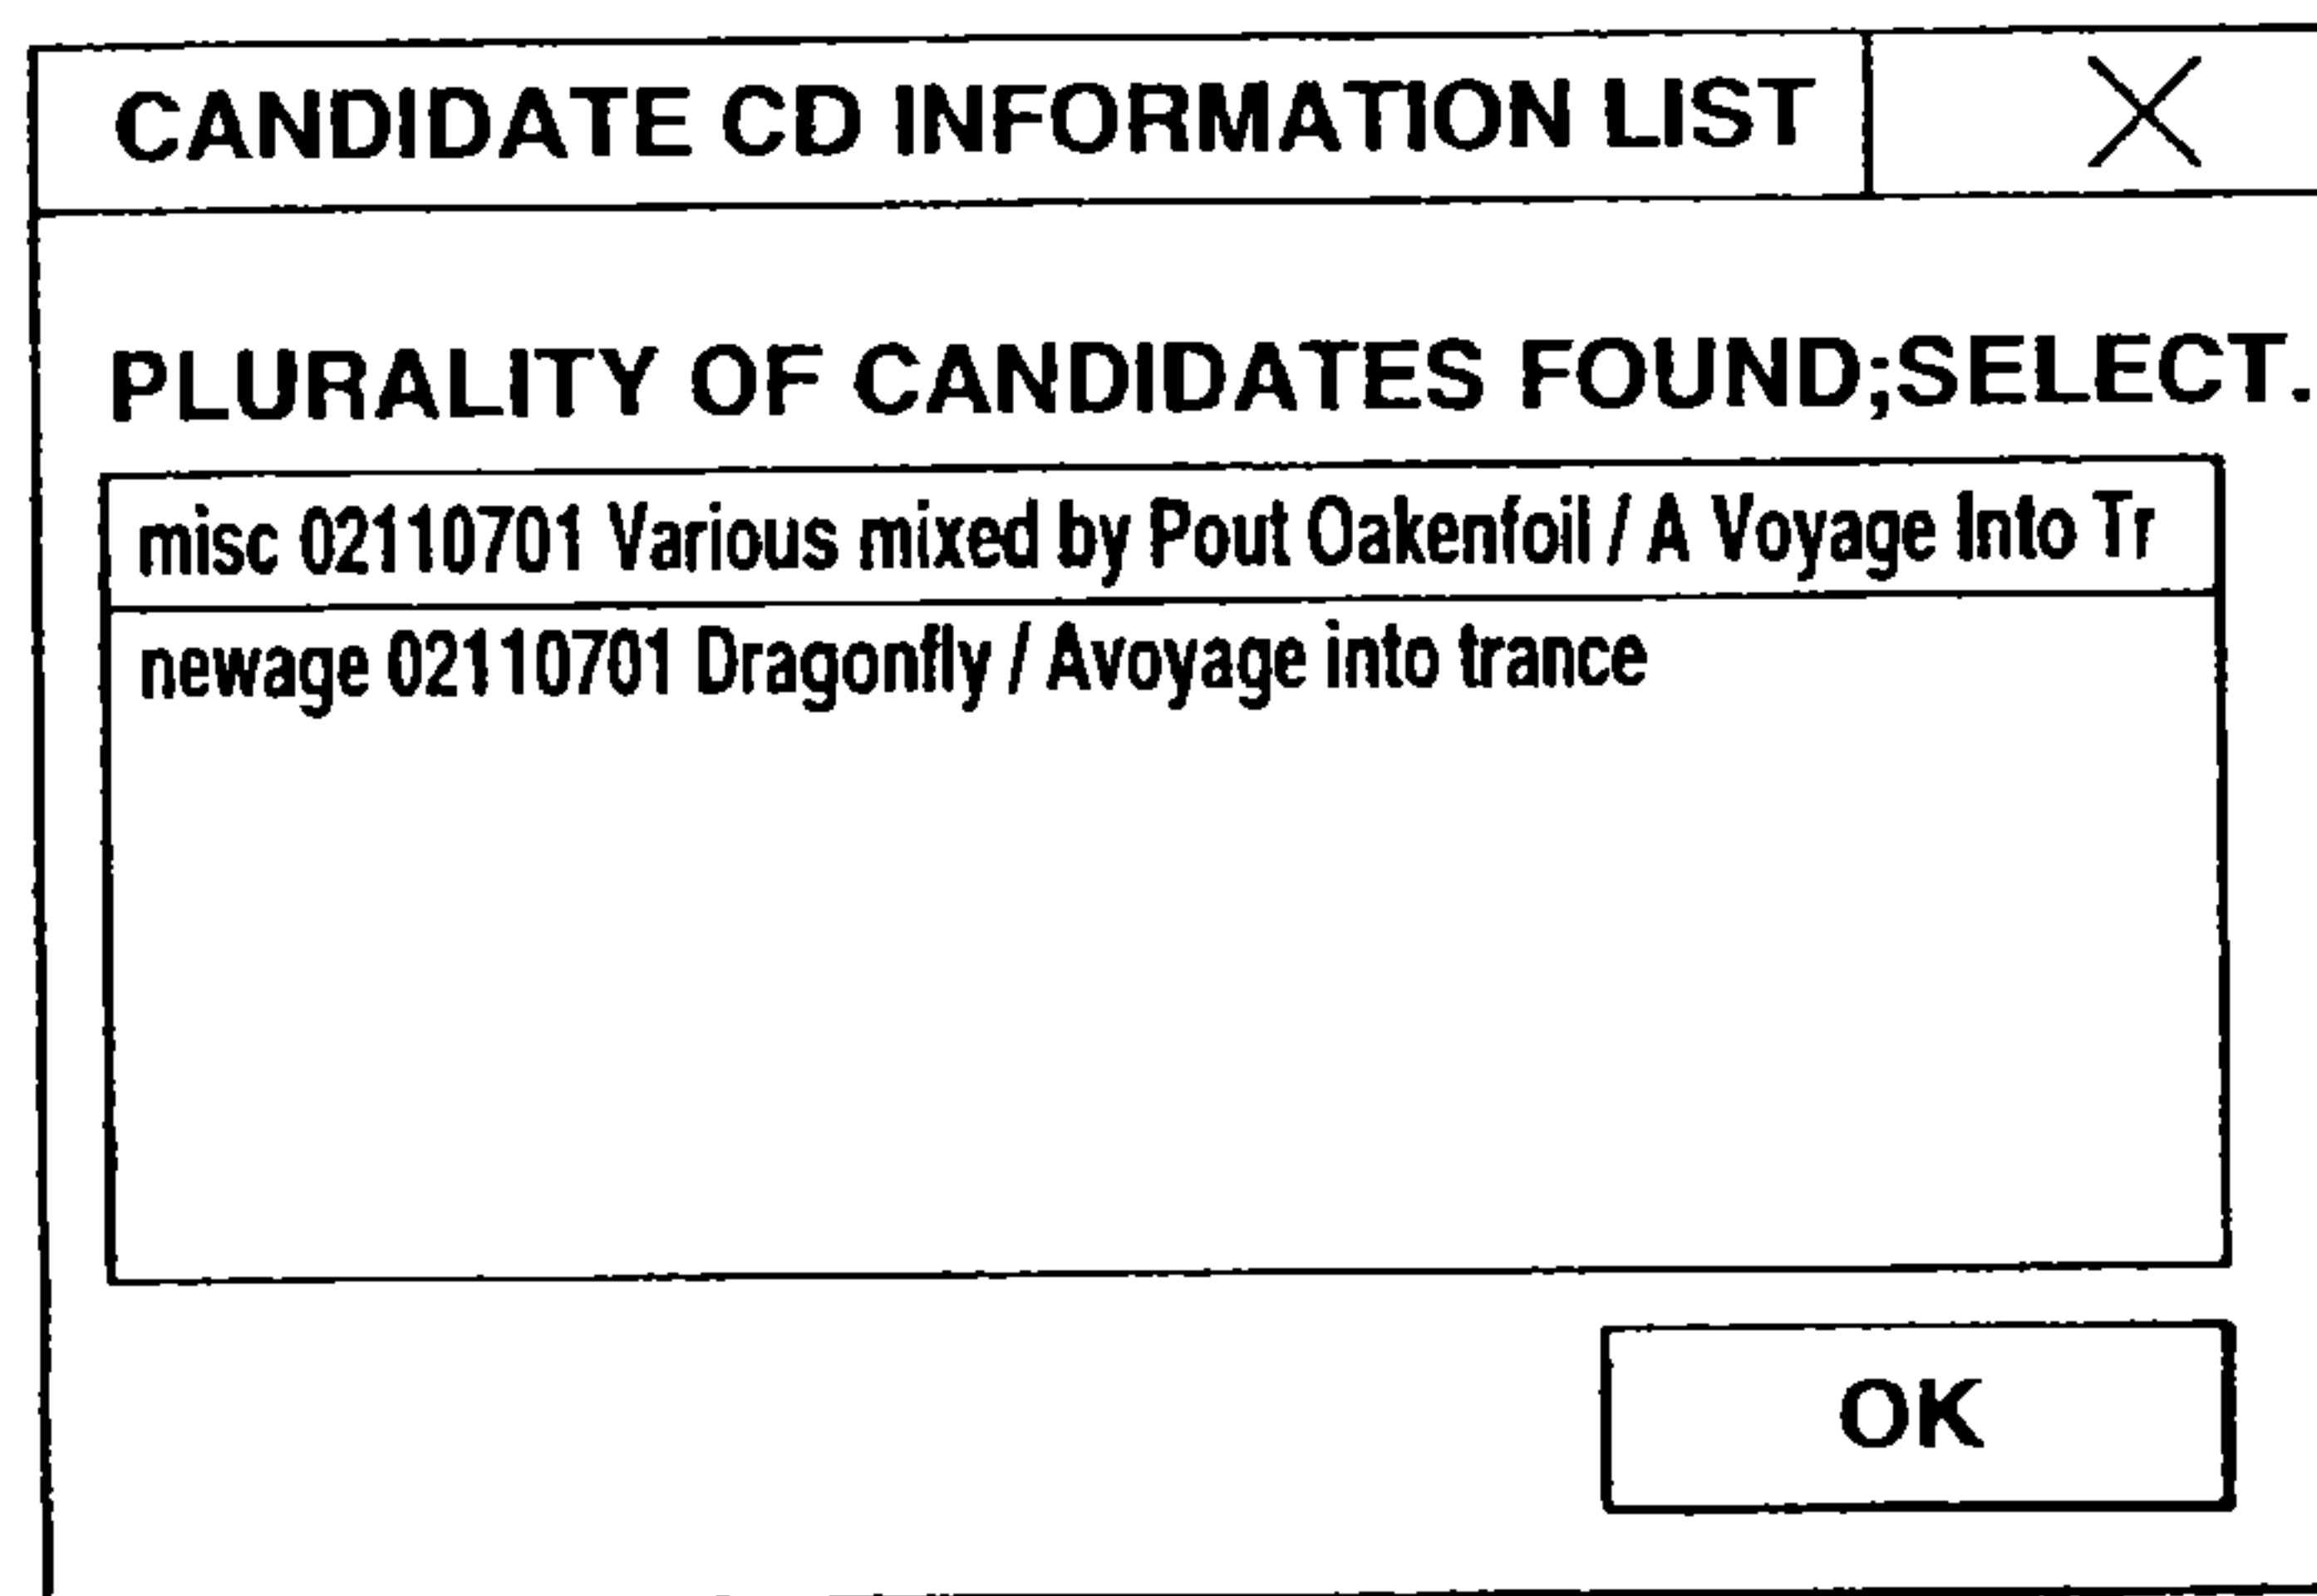 CANDIDATE CD INFORMATION LIST
PLURALITY OF CANDIDATES FOUND;SELECT.
misc 02110701 Various mixed by Pout Oakenfoil / A Voyage Into Tr
newage 02110701 Dragonfly / Avoyage into trance
OK